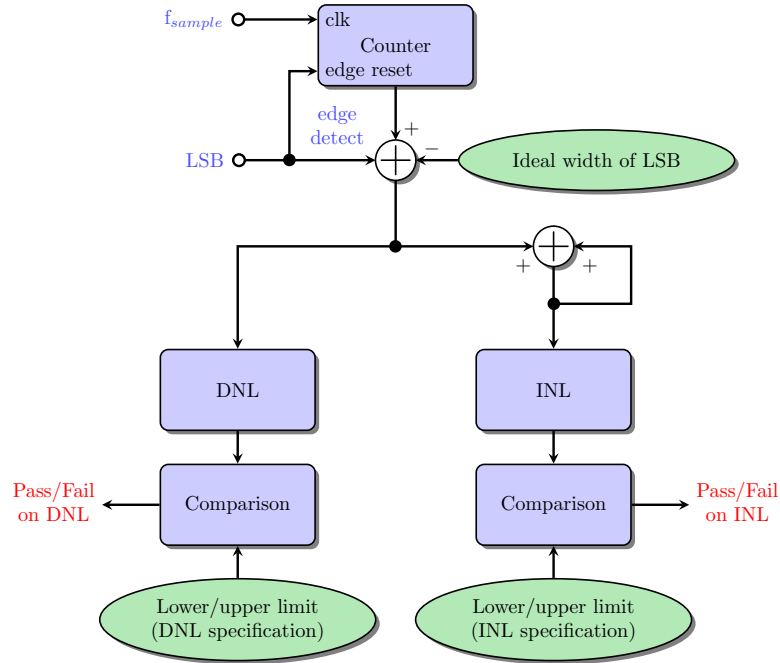 f_sample
clk
Counter
edge reset
edge
detect
+
−
LSB
Ideal width of LSB
+
+
DNL
INL
Pass/Fail
on DNL
Comparison
Comparison
Pass/Fail
on INL
Lower/upper limit
(DNL specification)
Lower/upper limit
(INL specification)